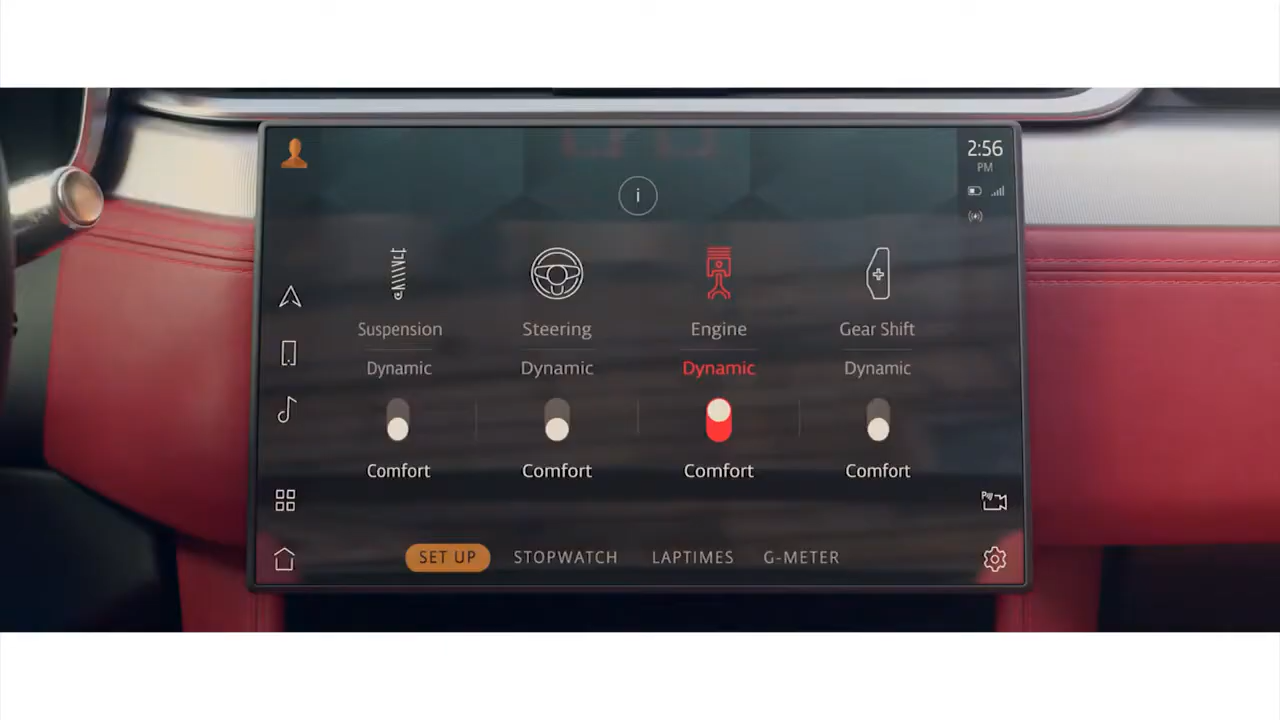 2:56
PM
i
Suspension
Steering
Engine
Gear Shift
Dynamic
Dynamic
Dynamic
Dynamic
Comfort
Comfort
Comfort
Comfort
SET UP
STOPWATCH
LAPTIMES
G-METER